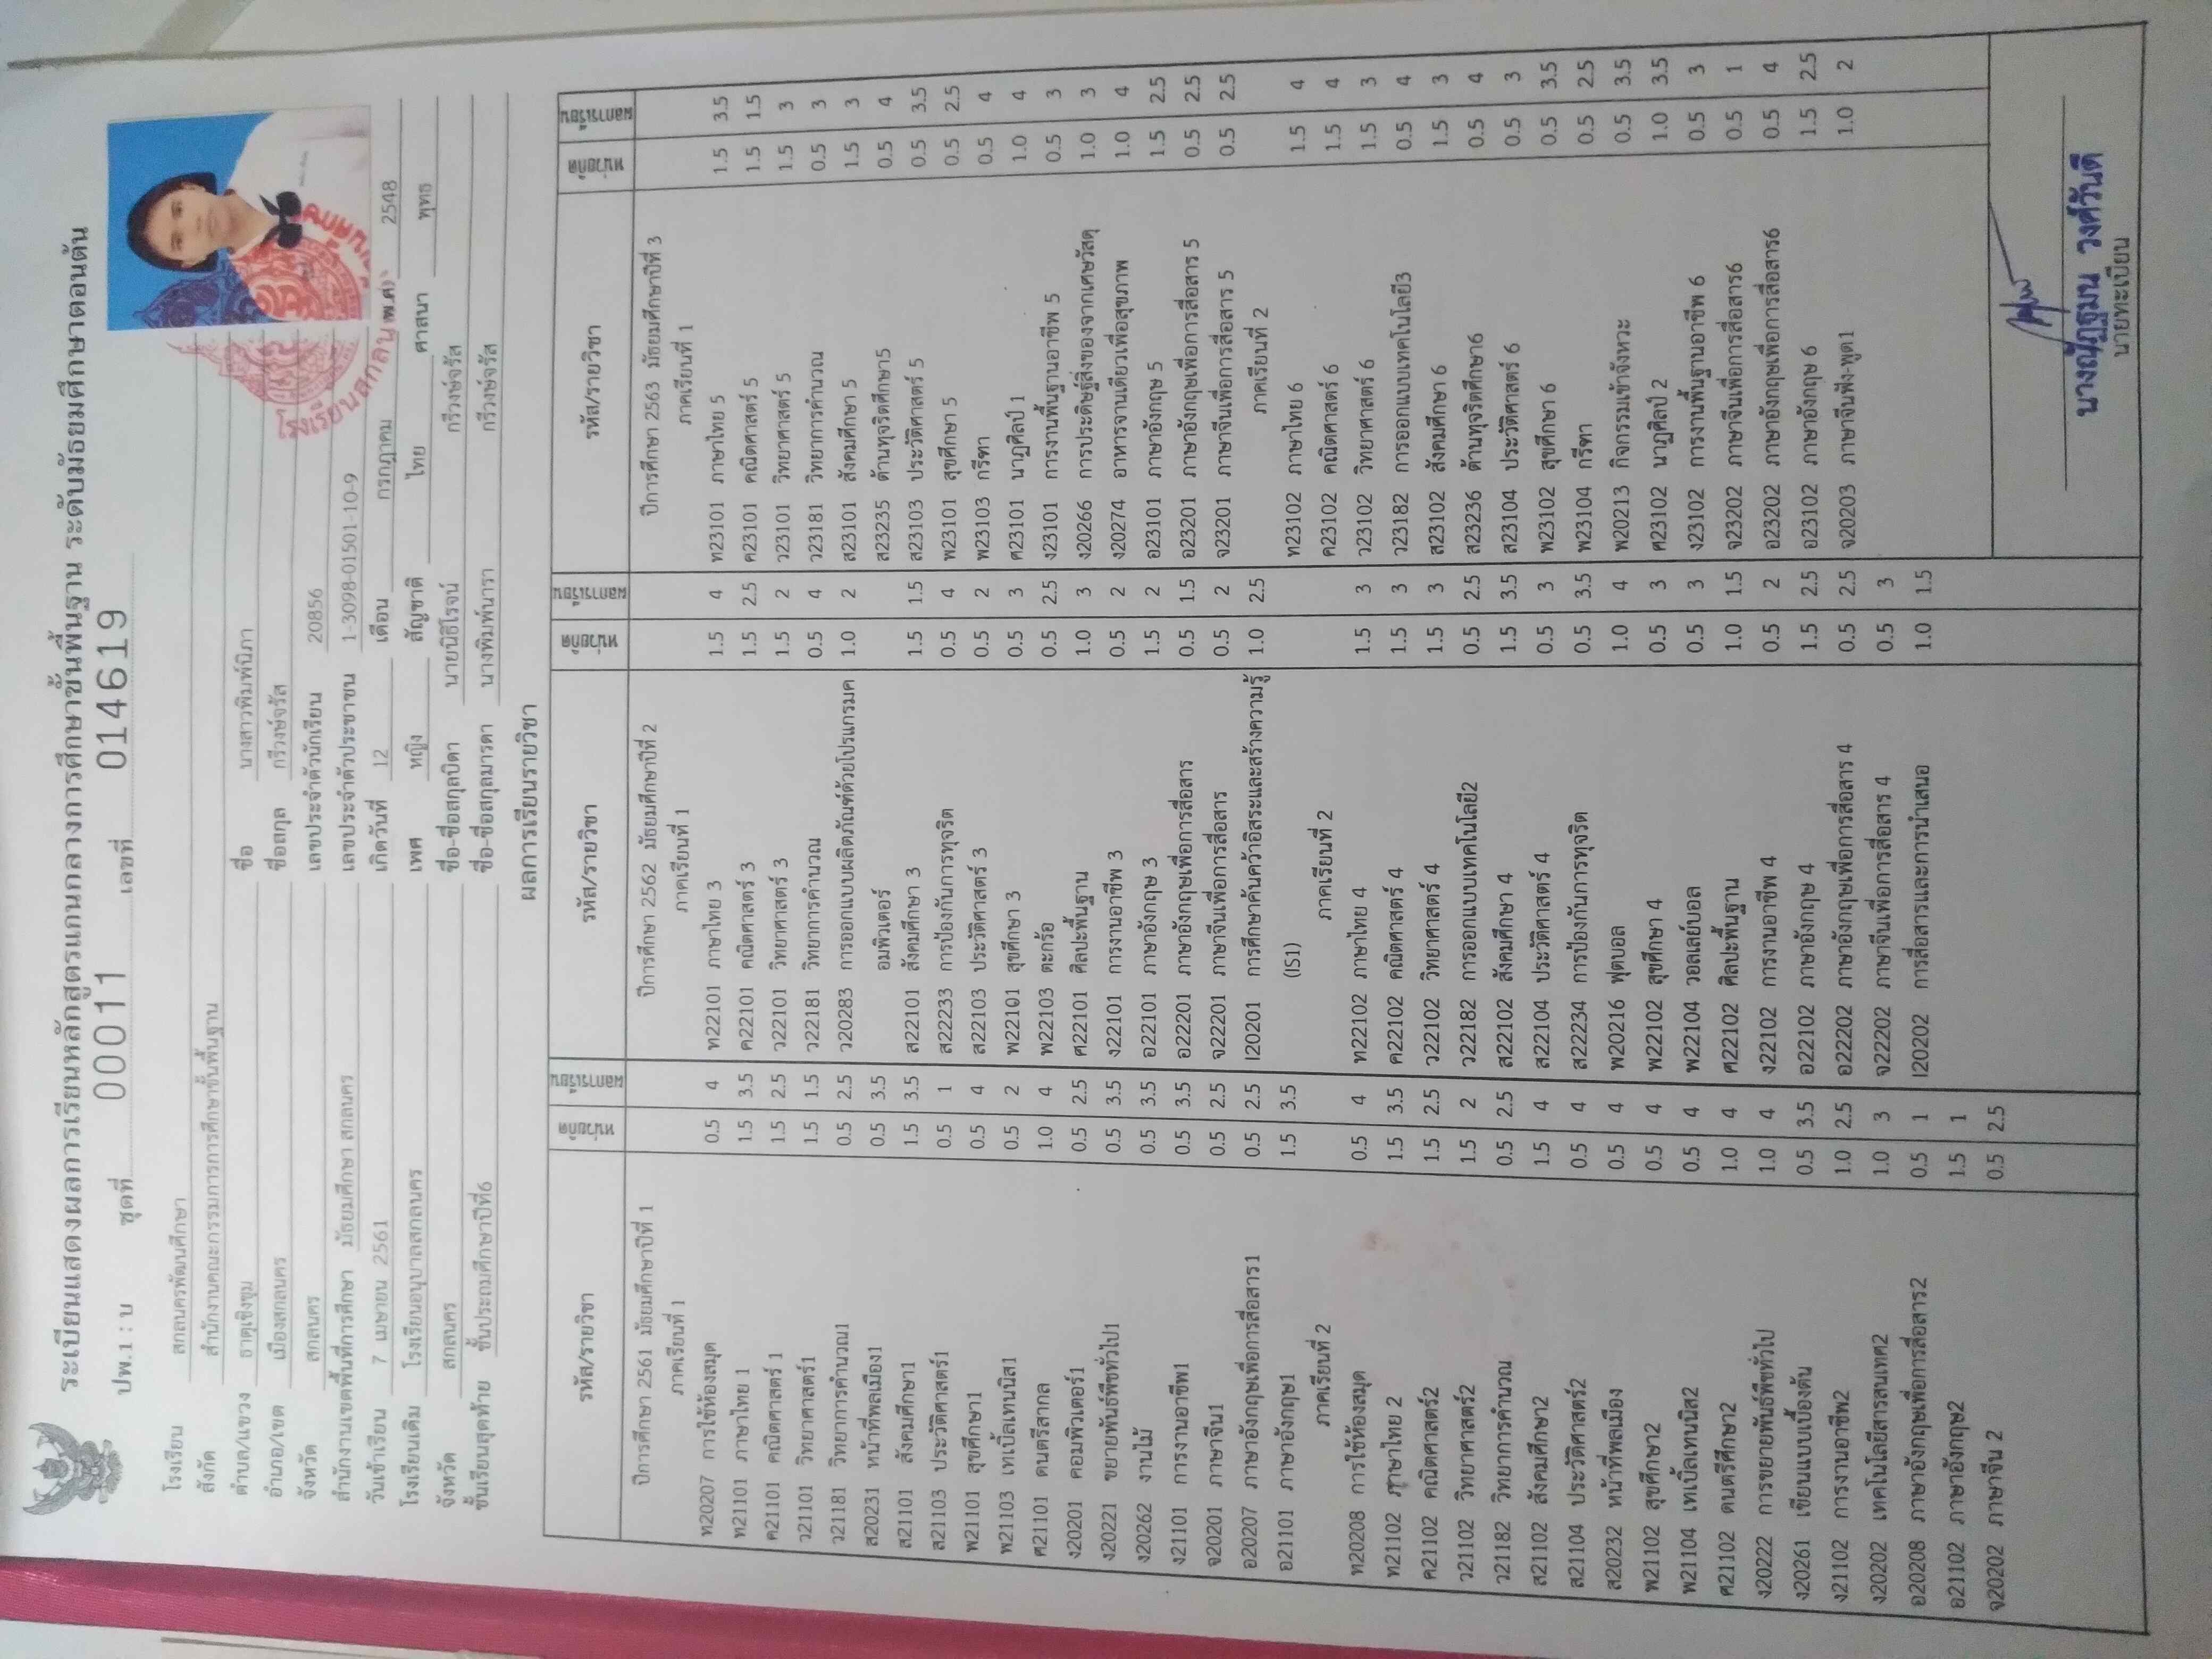 ระเบียนแสดงผลการเรียนหลักสูตรแกนกลางการศึกษาขั้นพื้นฐาน ระดับมัธยมศึกษาตอนต้น
ปพ.1 : บ ชุดที่ 00011 เลขที่ 014619
โรงเรียน สกลนครพัฒนศึกษา
สังกัด สำนักงานคณะกรรมการการศึกษาขั้นพื้นฐาน
ตำบล/แขวง ธาตุเชิงชุม
อำเภอ/เขต เมืองสกลนคร
จังหวัด สกลนคร
สำนักงานเขตพื้นที่การศึกษา มัธยมศึกษา สกลนคร
วันเข้าเรียน 7 เมษายน 2561
โรงเรียนเดิม โรงเรียนอนุบาลสกลนคร
จังหวัด สกลนคร
ชั้นเรียนสุดท้าย ชั้นประถมศึกษาปีที่6
ชื่อ นางสาวพิมพ์นิภา
ชื่อสกุล กรีวงษ์จรัส
เลขประจำตัวนักเรียน 20856
เลขประจำตัวประชาชน 1-3098-01501-10-9
เกิดวันที่ 12 เดือน กรกฎาคม พ.ศ. 2548
เพศ หญิง สัญชาติ ไทย ศาสนา พุทธ
ชื่อ-ชื่อสกุลบิดา นายนิธิโรจน์ กรีวงษ์จรัส
ชื่อ-ชื่อสกุลมารดา นางพิมพ์นารา กรีวงษ์จรัส
ผลการเรียนรายวิชา
รหัส/รายวิชา หน่วยกิต ผลการเรียน
ปีการศึกษา 2561 มัธยมศึกษาปีที่ 1
ภาคเรียนที่ 1
ท20207 การใช้ห้องสมุด 0.5 4
ท21101 ภาษาไทย 1 1.5 3.5
ค21101 คณิตศาสตร์ 1 1.5 2.5
ว21101 วิทยาศาสตร์1 1.5 1.5
ว21181 วิทยาการคำนวณ1 0.5 2.5
ส20231 หน้าที่พลเมือง1 0.5 3.5
ส21101 สังคมศึกษา1 1.5 3.5
ส21103 ประวัติศาสตร์1 0.5 1
พ21101 สุขศึกษา1 0.5 4
พ21103 เทเบิ้ลเทนนิส1 0.5 2
ศ21101 ดนตรีสากล 1.0 4
ง20201 คอมพิวเตอร์1 0.5 2.5
ง20221 ขยายพันธ์พืชทั่วไป1 0.5 3.5
ง20262 งานไม้ 0.5 3.5
ง21101 การงานอาชีพ1 0.5 3.5
จ20201 ภาษาจีน1 0.5 2.5
อ20207 ภาษาอังกฤษเพื่อการสื่อสาร1 0.5 2.5
อ21101 ภาษาอังกฤษ1 1.5 3.5
ภาคเรียนที่ 2
ท20208 การใช้ห้องสมุด 0.5 4
ท21102 ภาษาไทย 2 1.5 3.5
ค21102 คณิตศาสตร์2 1.5 2.5
ว21102 วิทยาศาสตร์2 1.5 2
ว21182 วิทยาการคำนวณ 0.5 2.5
ส21102 สังคมศึกษา2 1.5 4
ส21104 ประวัติศาสตร์2 0.5 4
ส20232 หน้าที่พลเมือง 0.5 4
พ21102 สุขศึกษา2 0.5 4
พ21104 เทเบิ้ลเทนนิส2 0.5 4
ศ21102 ดนตรีศึกษา2 1.0 4
ง20222 การขยายพันธ์พืชทั่วไป 1.0 4
ง20261 เขียนแบบเบื้องต้น 0.5 3.5
ง21102 การงานอาชีพ2 1.0 2.5
ง20202 เทคโนโลยีสารสนเทศ2 1.0 3
อ20208 ภาษาอังกฤษเพื่อการสื่อสาร2 0.5 1
อ21102 ภาษาอังกฤษ2 1.5 1
จ20202 ภาษาจีน 2 0.5 2.5
รหัส/รายวิชา หน่วยกิต ผลการเรียน
ปีการศึกษา 2562 มัธยมศึกษาปีที่ 2
ภาคเรียนที่ 1
ท22101 ภาษาไทย 3 1.5 4
ค22101 คณิตศาสตร์ 3 1.5 2.5
ว22101 วิทยาศาสตร์ 3 1.5 2
ว22181 วิทยาการคำนวณ 0.5 4
ว20283 การออกแบบผลิตภัณฑ์ด้วยโปรแกรมค 1.0 2
อมพิวเตอร์
ส22101 สังคมศึกษา 3 1.5 1.5
ส22233 การป้องกันการทุจริต 0.5 4
ส22103 ประวัติศาสตร์ 3 0.5 2
พ22101 สุขศึกษา 3 0.5 3
พ22103 ตะกร้อ 0.5 2.5
ศ22101 ศิลปะพื้นฐาน 1.0 3
ง22101 การงานอาชีพ 3 0.5 2
อ22101 ภาษาอังกฤษ 3 1.5 2
อ22201 ภาษาอังกฤษเพื่อการสื่อสาร 0.5 1.5
จ22201 ภาษาจีนเพื่อการสื่อสาร 0.5 2
I20201 การศึกษาค้นคว้าอิสระและสร้างความรู้ 1.0 2.5
(IS1)
ภาคเรียนที่ 2
ท22102 ภาษาไทย 4 1.5 3
ค22102 คณิตศาสตร์ 4 1.5 3
ว22102 วิทยาศาสตร์ 4 1.5 3
ว22182 การออกแบบเทคโนโลยี2 0.5 2.5
ส22102 สังคมศึกษา 4 1.5 3.5
ส22104 ประวัติศาสตร์ 4 0.5 3
ส22234 การป้องกันการทุจริต 0.5 3.5
พ20216 ฟุตบอล 1.0 4
พ22102 สุขศึกษา 4 0.5 3
พ22104 วอลเลย์บอล 0.5 3
ศ22102 ศิลปะพื้นฐาน 1.0 1.5
ง22102 การงานอาชีพ 4 0.5 2
อ22102 ภาษาอังกฤษ 4 1.5 2.5
อ22202 ภาษาอังกฤษเพื่อการสื่อสาร 4 0.5 2.5
จ22202 ภาษาจีนเพื่อการสื่อสาร 4 0.5 3
I20202 การสื่อสารและการนำเสนอ 1.0 1.5
รหัส/รายวิชา หน่วยกิต ผลการเรียน
ปีการศึกษา 2563 มัธยมศึกษาปีที่ 3
ภาคเรียนที่ 1
ท23101 ภาษาไทย 5 1.5 3.5
ค23101 คณิตศาสตร์ 5 1.5 1.5
ว23101 วิทยาศาสตร์ 5 1.5 3
ว23181 วิทยาการคำนวณ 0.5 3
ส23101 สังคมศึกษา 5 1.5 3
ส23235 ต้านทุจริตศึกษา5 0.5 4
ส23103 ประวัติศาสตร์ 5 0.5 3.5
พ23101 สุขศึกษา 5 0.5 2.5
พ23103 กรีฑา 0.5 4
ศ23101 นาฏศิลป์ 1 1.0 4
ง23101 การงานพื้นฐานอาชีพ 5 0.5 3
ง20266 การประดิษฐ์สิ่งของจากเศษวัสดุ 1.0 3
ง20274 อาหารจานเดียวเพื่อสุขภาพ 1.0 4
อ23101 ภาษาอังกฤษ 5 1.5 2.5
อ23201 ภาษาอังกฤษเพื่อการสื่อสาร 5 0.5 2.5
จ23201 ภาษาจีนเพื่อการสื่อสาร 5 0.5 2.5
ภาคเรียนที่ 2
ท23102 ภาษาไทย 6 1.5 4
ค23102 คณิตศาสตร์ 6 1.5 4
ว23102 วิทยาศาสตร์ 6 1.5 3
ว23182 การออกแบบเทคโนโลยี3 0.5 4
ส23102 สังคมศึกษา 6 1.5 3
ส23236 ต้านทุจริตศึกษา6 0.5 4
ส23104 ประวัติศาสตร์ 6 0.5 3
พ23102 สุขศึกษา 6 0.5 3.5
พ23104 กรีฑา 0.5 2.5
พ20213 กิจกรรมเข้าจังหวะ 0.5 3.5
ศ23102 นาฏศิลป์ 2 1.0 3.5
ง23102 การงานพื้นฐานอาชีพ 6 0.5 3
จ23202 ภาษาจีนเพื่อการสื่อสาร6 0.5 1
อ23202 ภาษาอังกฤษเพื่อการสื่อสาร6 0.5 4
อ23102 ภาษาอังกฤษ 6 1.5 2.5
จ20203 ภาษาจีนฟัง-พูด1 1.0 2
นางณัฏฐมน วงศ์วันดี
นายทะเบียน